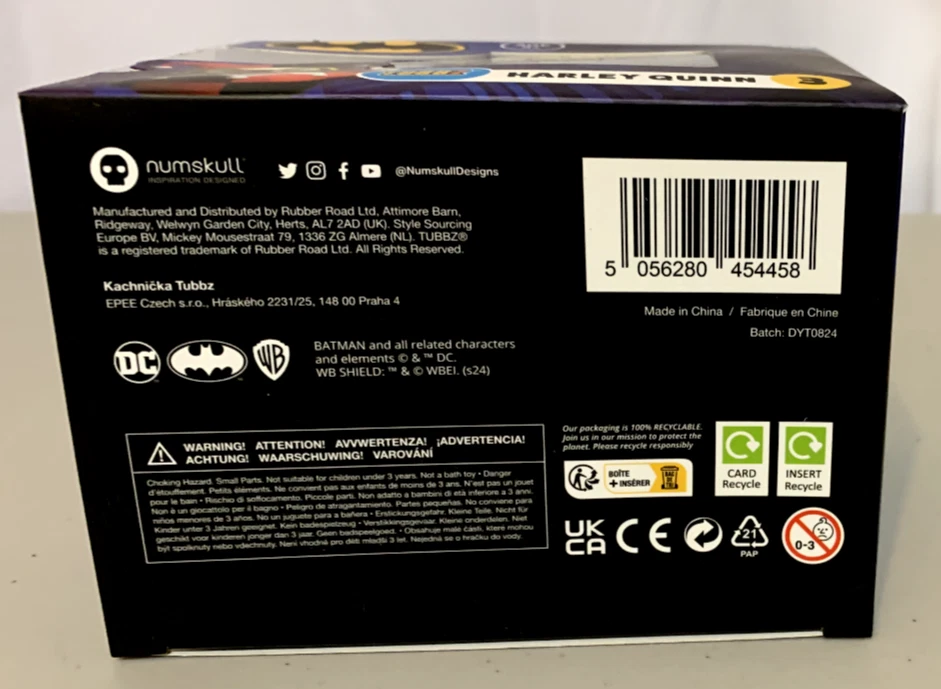 TUBBZ
HARLEY QUINN 3
numskull
INSPIRATION DESIGNED
@NumskullDesigns
Manufactured and Distributed by Rubber Road Ltd, Attimore Barn,
Ridgeway, Welwyn Garden City, Herts, AL7 2AD (UK). Style Sourcing
Europe BV, Mickey Mousestraat 79, 1336 ZG Almere (NL). TUBBZ®
is a registered trademark of Rubber Road Ltd. All Rights Reserved.
5 056280 454458
Kachnička Tubbz
EPEE Czech s.r.o., Hráského 2231/25, 148 00 Praha 4
Made in China / Fabrique en Chine
Batch: DYT0824
DC
WB
BATMAN and all related characters
and elements © & ™ DC.
WB SHIELD: ™ & © WBEI. (s24)
WARNING! ATTENTION! AVVWERTENZA! ¡ADVERTENCIA!
ACHTUNG! WAARSCHUWING! VAROVÁNÍ
Choking Hazard. Small Parts. Not suitable for children under 3 years. Not a bath toy • Danger
d'étouffement. Petits éléments. Ne convient pas aux enfants de moins de 3 ans. N'est pas un jouet
pour le bain • Rischio di soffocamento. Piccole parti. Non adatto a bambini di età inferiore a 3 anni.
Non è un giocattolo per il bagno • Peligro de atragantamiento. Partes pequeñas. No conviene para
niños menores de 3 años. No un juguete para a bañera • Erstickungsgefahr. Kleine Teile. Nicht für
Kinder unter 3 Jahren geeignet. Kein badespielzeug • Verstikkingsgevaar. Kleine onderdelen. Niet
geschikt voor kinderen jonger dan 3 jaar. Geen badspeelgoed. • Obsahuje malé části, které mohou
být spolknuty nebo vdechnuty. Není vhodné pro děti mladší 3 let. Nejedná se o hračku do vody.
Our packaging is 100% RECYCLABLE.
Join us in our mission to protect the
planet. Please recycle responsibly
BOÎTE
+ INSÉRER
BAC
DE
TRI
CARD
Recycle
INSERT
Recycle
UK
CA
CE
21
PAP
0-3